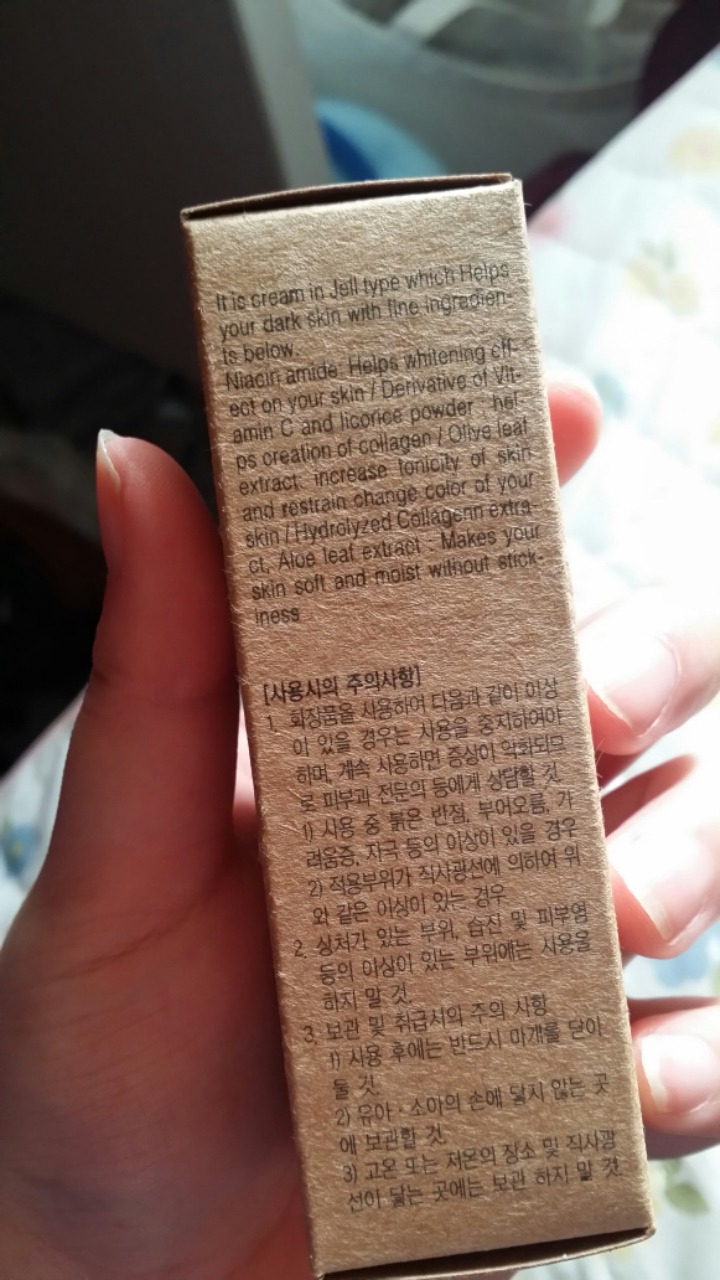 It is cream in Jell type which Helps
your dark skin with fine ingredien-
ts below.
Niacin amide: Helps whitening eff-
ect on your skin / Derivative of Vit-
amin C and licorice powder : hel-
ps creation of collagen / Olive leaf
extract: increase tonicity of skin
and restrain change color of your
skin / Hydrolyzed Collagenn extra-
ct, Aloe leaf extract : Makes your
skin soft and moist without stick-
iness
[사용시의 주의사항]
1. 화장품을 사용하여 다음과 같이 이상
이 있을 경우는 사용을 중지하여야
하며, 계속 사용하면 증상이 악화되므
로 피부과 전문의 등에게 상담할 것.
1) 사용 중 붉은 반점, 부어오름, 가
려움증, 자극 등의 이상이 있을 경우
2) 적용부위가 직사광선에 의하여 위
와 같은 이상이 있는 경우
2. 상처가 있는 부위, 습진 및 피부염
등의 이상이 있는 부위에는 사용을
하지 말 것.
3. 보관 및 취급시의 주의 사항
1) 사용 후에는 반드시 마개를 닫아
둘 것.
2) 유아·소아의 손에 닿지 않는 곳
에 보관할 것.
3) 고온 또는 저온의 장소 및 직사광
선이 닿는 곳에는 보관 하지 말 것.